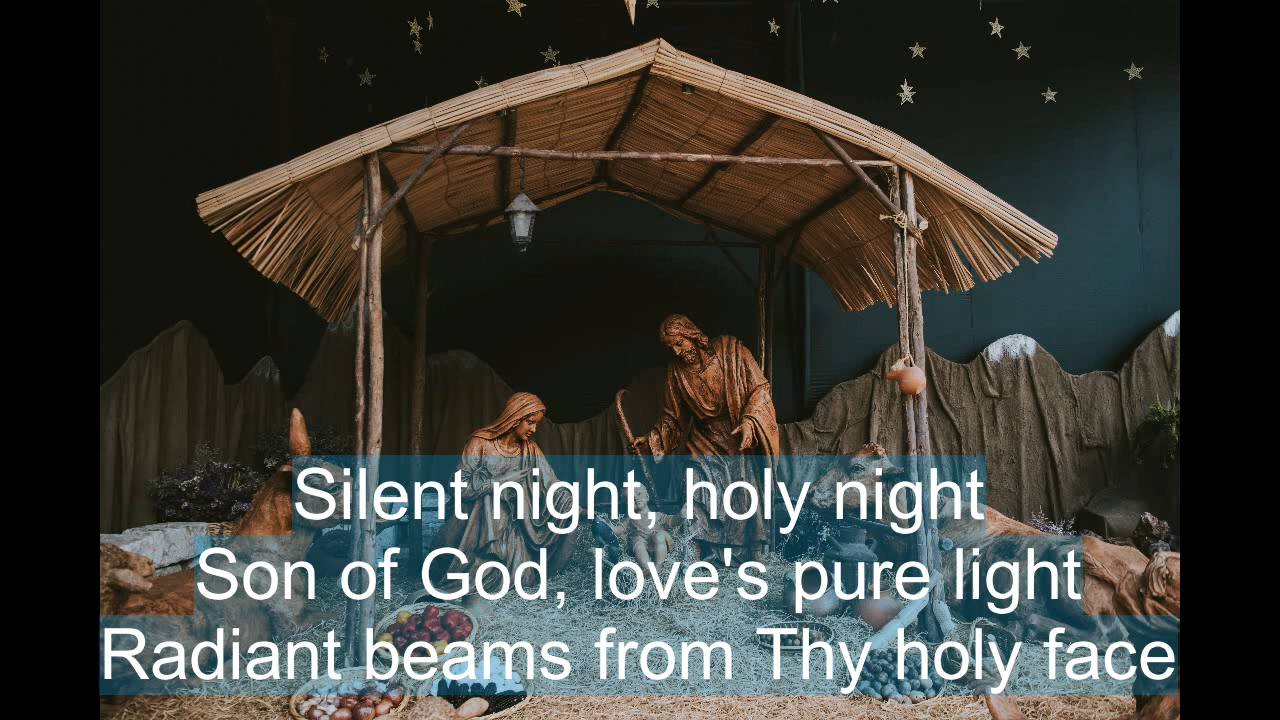 Silent night, holy night
Son of God, love's pure light
Radiant beams from Thy holy face